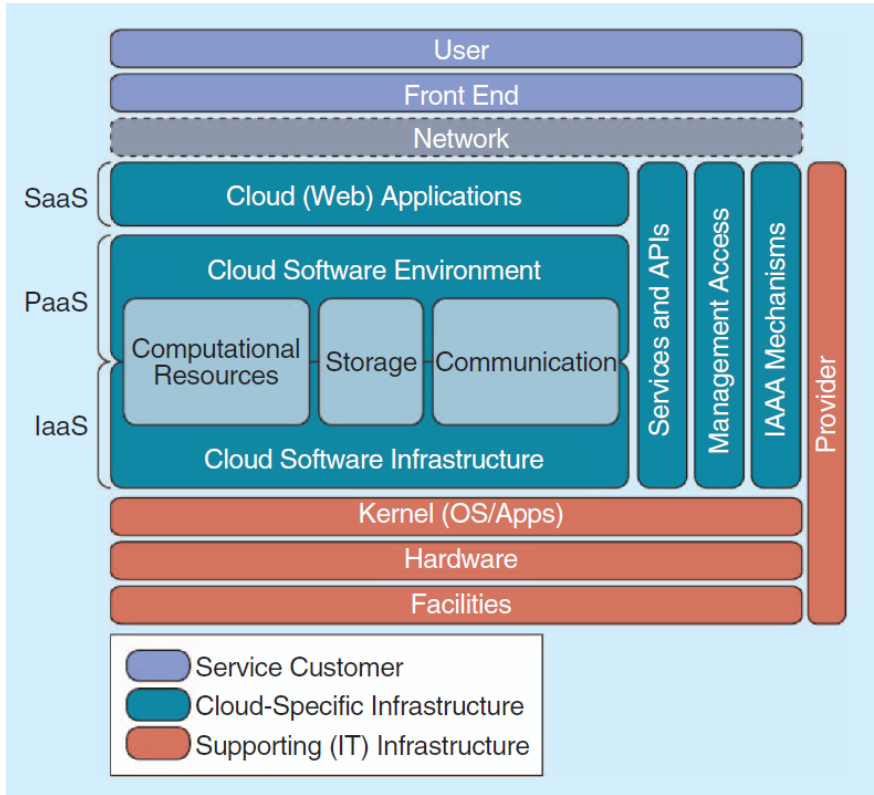 User
Front End
Network
SaaS
Cloud (Web) Applications
PaaS
Cloud Software Environment
Computational
Resources
Storage
Communication
IaaS
Cloud Software Infrastructure
Services and APIs
Management Access
IAAA Mechanisms
Provider
Kernel (OS/Apps)
Hardware
Facilities
Service Customer
Cloud-Specific Infrastructure
Supporting (IT) Infrastructure